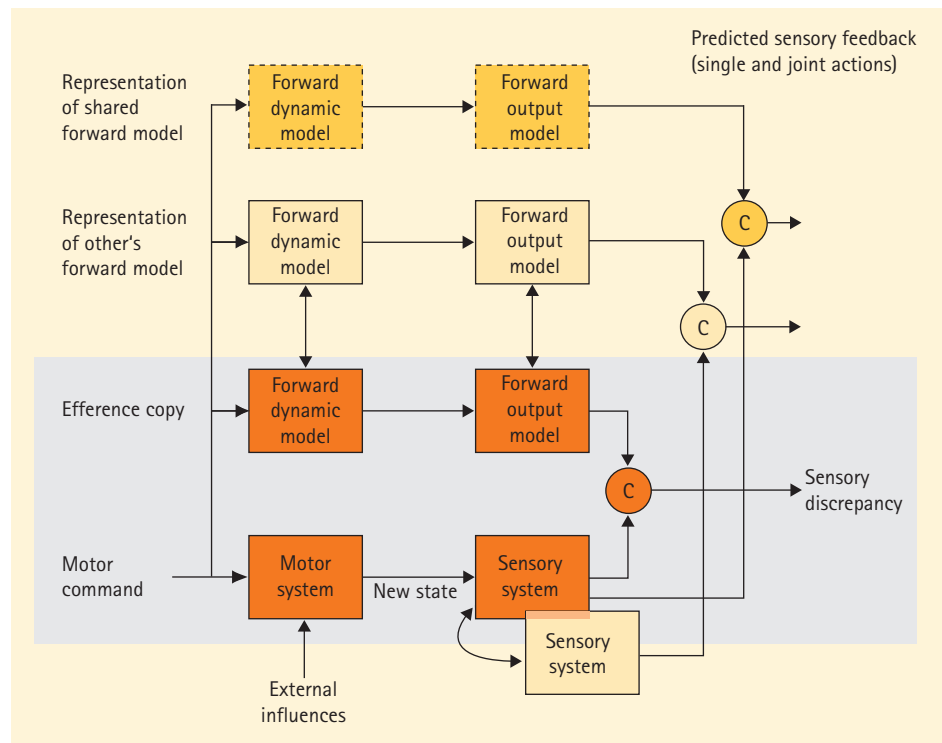 Predicted sensory feedback
(single and joint actions)
Representation
of shared
forward model
Forward
dynamic
model
Forward
output
model
C
Representation
of other's
forward model
Forward
dynamic
model
Forward
output
model
C
Efference copy
Forward
dynamic
model
Forward
output
model
C
Sensory
discrepancy
Motor
command
Motor
system
New state
Sensory
system
Sensory
system
External
influences